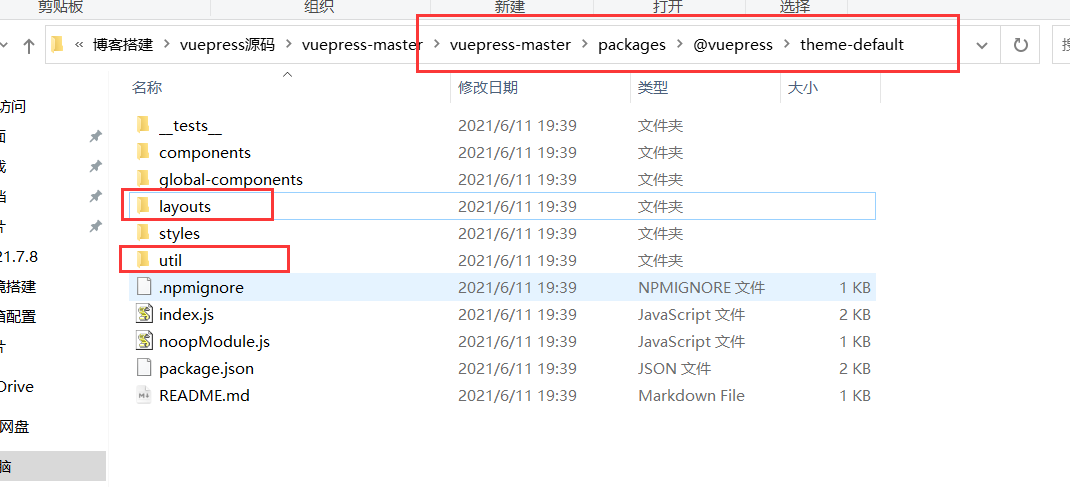 剪贴板 组织 新建 打开 选择
« 博客搭建 › vuepress源码 › vuepress-master › vuepress-master › packages › @vuepress › theme-default
名称 修改日期 类型 大小
访问
__tests__ 2021/6/11 19:39 文件夹
components 2021/6/11 19:39 文件夹
global-components 2021/6/11 19:39 文件夹
layouts 2021/6/11 19:39 文件夹
styles 2021/6/11 19:39 文件夹
21.7.8
util 2021/6/11 19:39 文件夹
境搭建
.npmignore 2021/6/11 19:39 NPMIGNORE 文件 1 KB
箱配置
index.js 2021/6/11 19:39 JavaScript 文件 2 KB
noopModule.js 2021/6/11 19:39 JavaScript 文件 1 KB
package.json 2021/6/11 19:39 JSON 文件 2 KB
Drive
README.md 2021/6/11 19:39 Markdown File 1 KB
网盘
脑